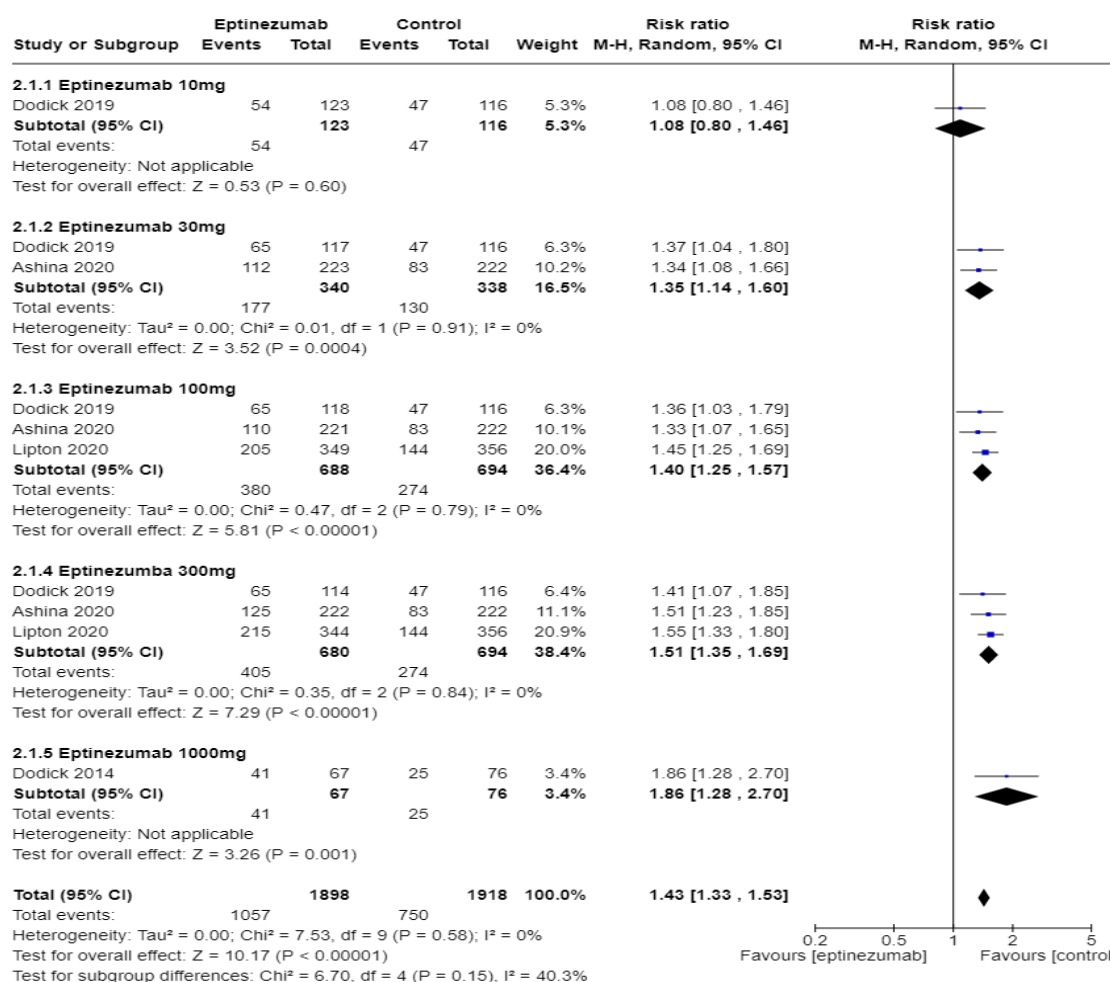 Eptinezumab Control Risk ratio Risk ratio
Study or Subgroup Events Total Events Total Weight M-H, Random, 95% CI M-H, Random, 95% CI
2.1.1 Eptinezumab 10mg
Dodick 2019 54 123 47 116 5.3% 1.08 [0.80 , 1.46]
Subtotal (95% CI) 123 116 5.3% 1.08 [0.80 , 1.46]
Total events: 54 47
Heterogeneity: Not applicable
Test for overall effect: Z = 0.53 (P = 0.60)
2.1.2 Eptinezumab 30mg
Dodick 2019 65 117 47 116 6.3% 1.37 [1.04 , 1.80]
Ashina 2020 112 223 83 222 10.2% 1.34 [1.08 , 1.66]
Subtotal (95% CI) 340 338 16.5% 1.35 [1.14 , 1.60]
Total events: 177 130
Heterogeneity: Tau² = 0.00; Chi² = 0.01, df = 1 (P = 0.91); I² = 0%
Test for overall effect: Z = 3.52 (P = 0.0004)
2.1.3 Eptinezumab 100mg
Dodick 2019 65 118 47 116 6.3% 1.36 [1.03 , 1.79]
Ashina 2020 110 221 83 222 10.1% 1.33 [1.07 , 1.65]
Lipton 2020 205 349 144 356 20.0% 1.45 [1.25 , 1.69]
Subtotal (95% CI) 688 694 36.4% 1.40 [1.25 , 1.57]
Total events: 380 274
Heterogeneity: Tau² = 0.00; Chi² = 0.47, df = 2 (P = 0.79); I² = 0%
Test for overall effect: Z = 5.81 (P < 0.00001)
2.1.4 Eptinezumba 300mg
Dodick 2019 65 114 47 116 6.4% 1.41 [1.07 , 1.85]
Ashina 2020 125 222 83 222 11.1% 1.51 [1.23 , 1.85]
Lipton 2020 215 344 144 356 20.9% 1.55 [1.33 , 1.80]
Subtotal (95% CI) 680 694 38.4% 1.51 [1.35 , 1.69]
Total events: 405 274
Heterogeneity: Tau² = 0.00; Chi² = 0.35, df = 2 (P = 0.84); I² = 0%
Test for overall effect: Z = 7.29 (P < 0.00001)
2.1.5 Eptinezumab 1000mg
Dodick 2014 41 67 25 76 3.4% 1.86 [1.28 , 2.70]
Subtotal (95% CI) 67 76 3.4% 1.86 [1.28 , 2.70]
Total events: 41 25
Heterogeneity: Not applicable
Test for overall effect: Z = 3.26 (P = 0.001)
Total (95% CI) 1898 1918 100.0% 1.43 [1.33 , 1.53]
Total events: 1057 750
Heterogeneity: Tau² = 0.00; Chi² = 7.53, df = 9 (P = 0.58); I² = 0%
0.2 0.5 1 2 5
Test for overall effect: Z = 10.17 (P < 0.00001) Favours [eptinezumab] Favours [control
Test for subgroup differences: Chi² = 6.70, df = 4 (P = 0.15), I² = 40.3%